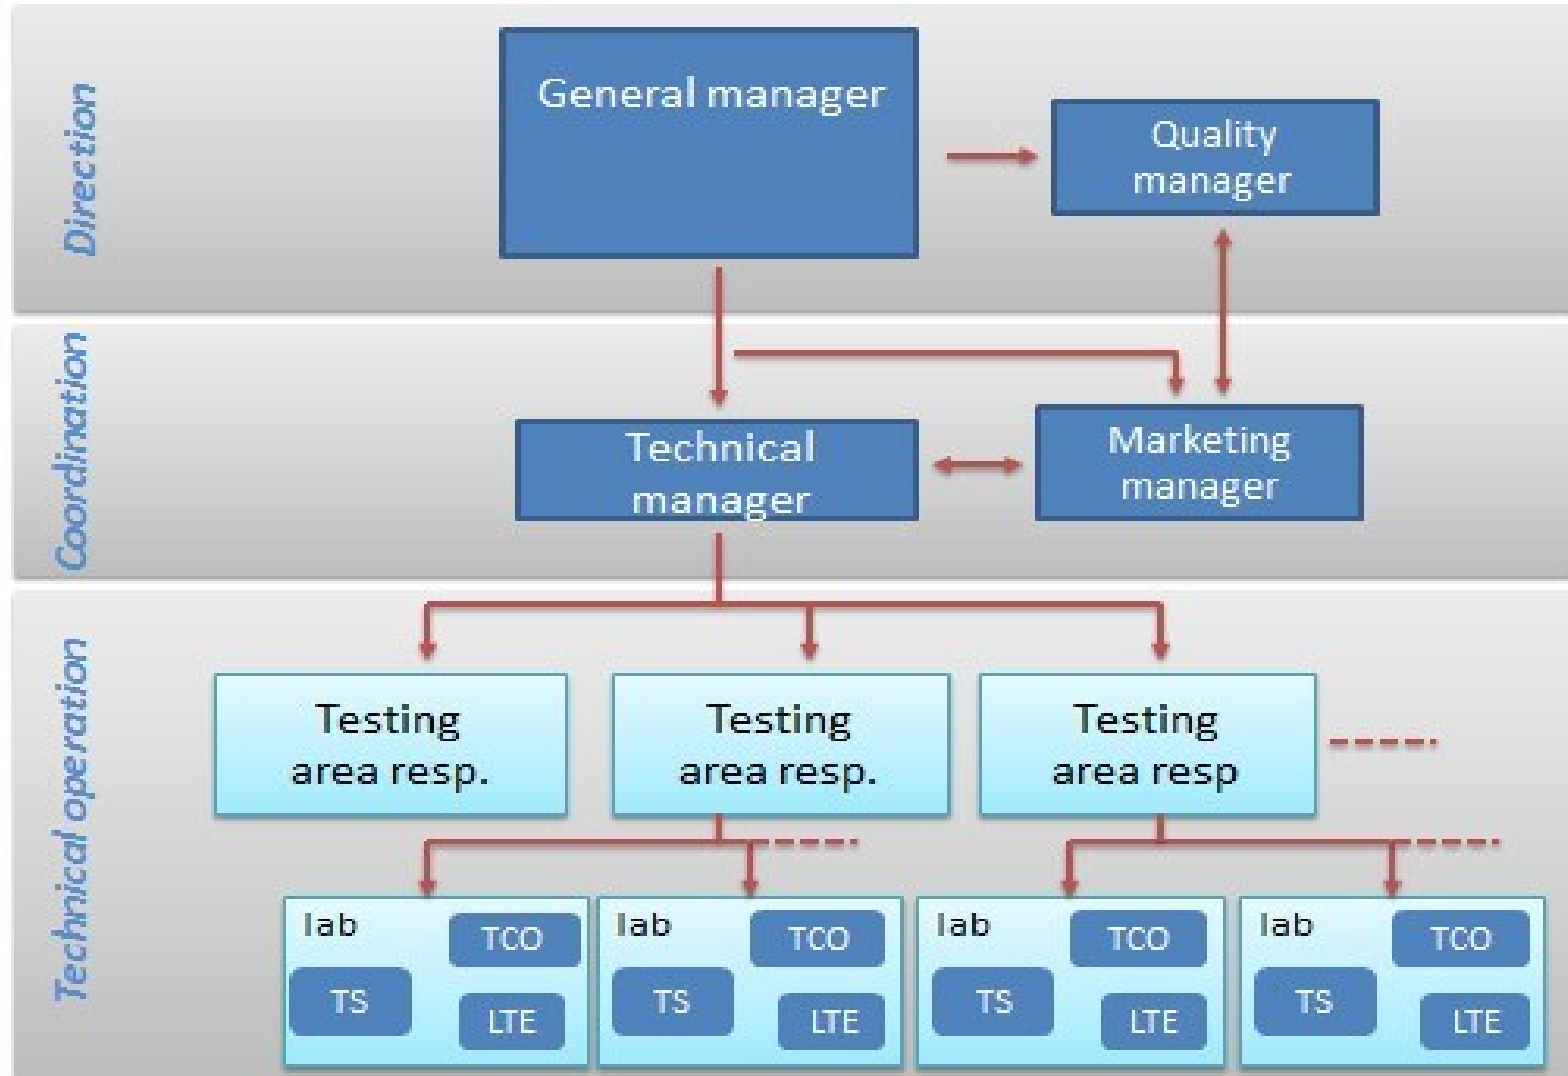 Direction
General manager
Quality
manager
Coordination
Technical
manager
Marketing
manager
Technical operation
Testing
area resp.
Testing
area resp.
Testing
area resp
lab
TCO
TS
LTE
lab
TCO
TS
LTE
lab
TCO
TS
LTE
lab
TCO
TS
LTE